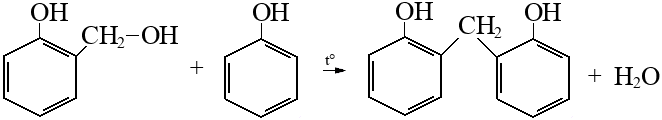 OH OH OH OH
CH₂–OH CH₂
+ t° + H₂O